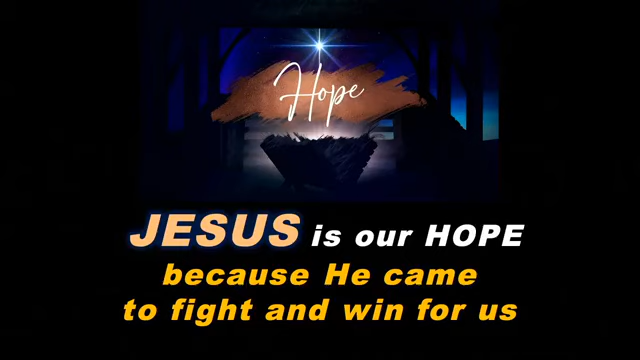 Hope
JESUS is our HOPE
because He came
to fight and win for us